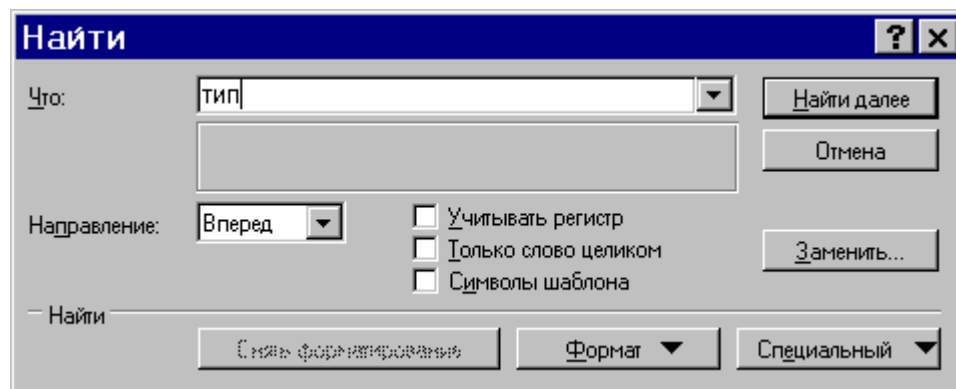 Найти
Что: тип
Найти далее
Отмена
Направление: Вперед
Учитывать регистр
Только слово целиком
Символы шаблона
Заменить...
Найти
Снять форматирование Формат Специальный